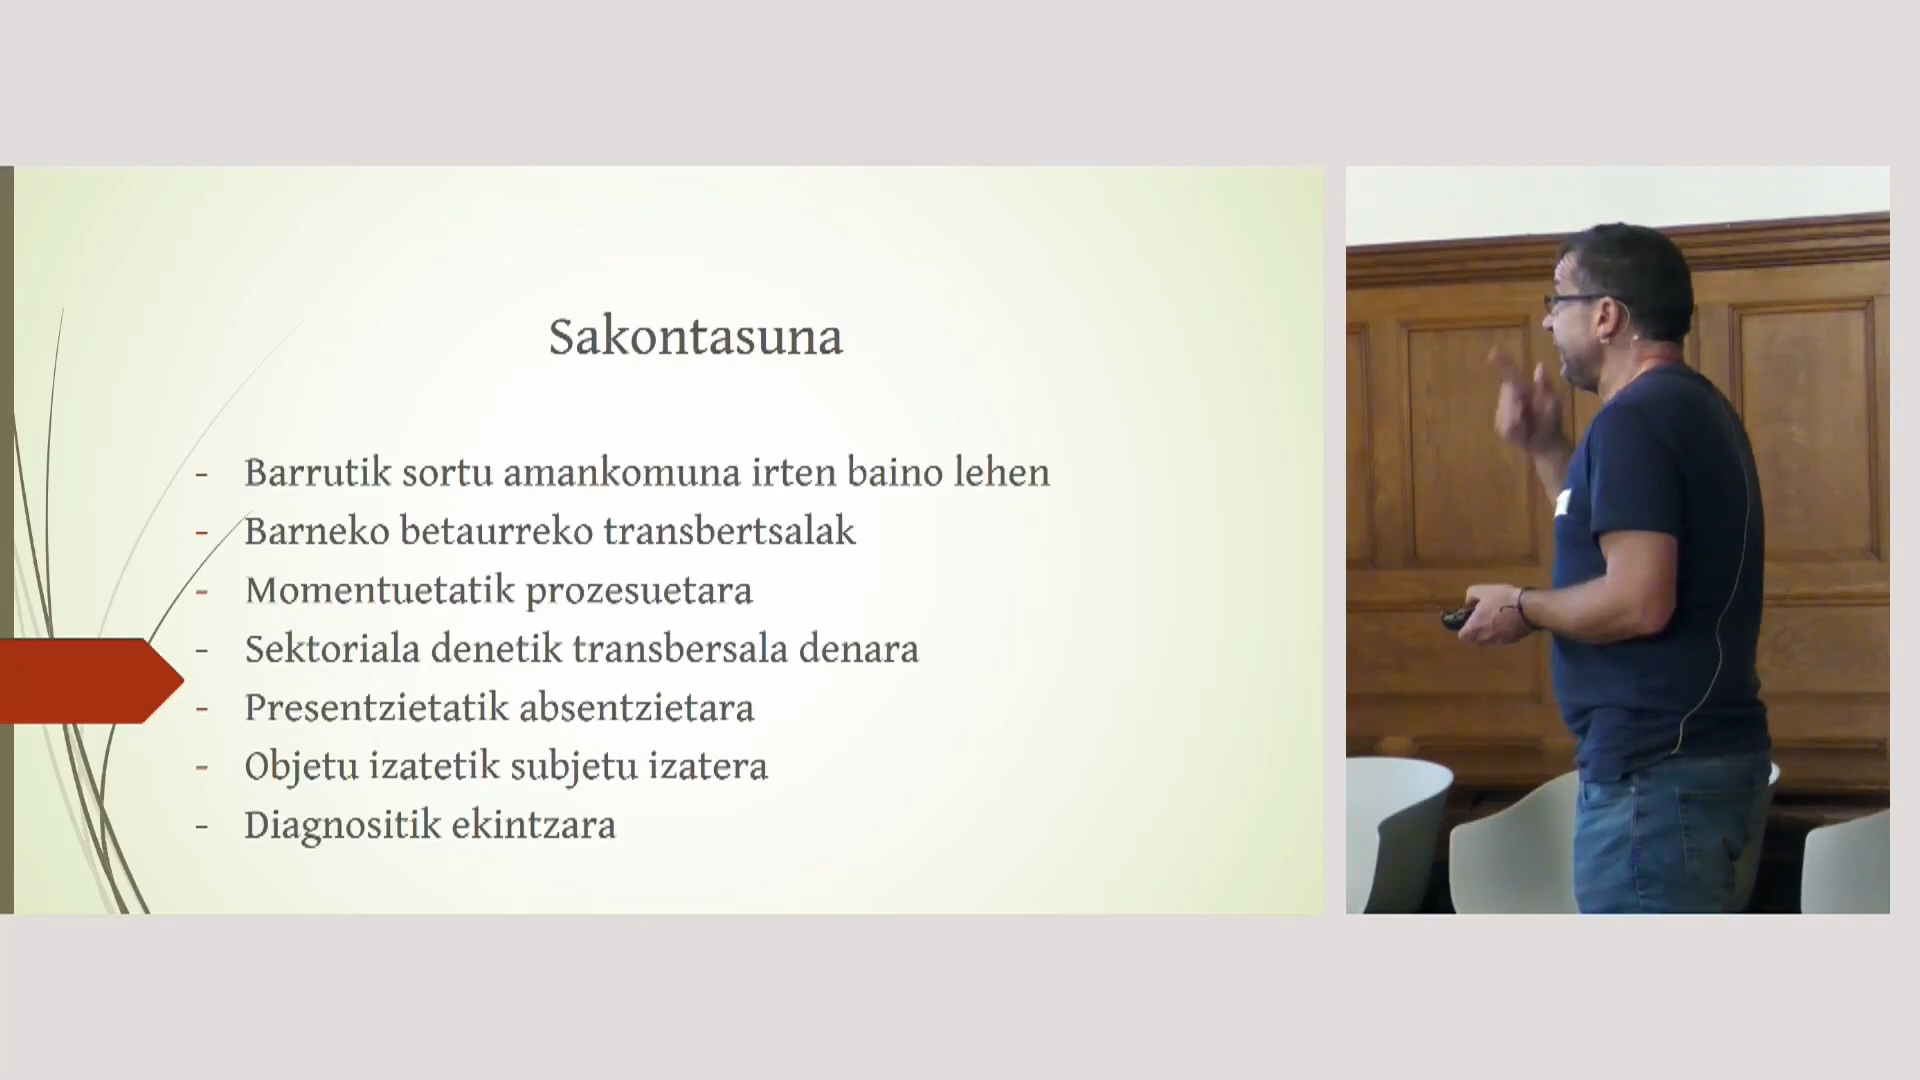 Sakontasuna
- Barrutik sortu amankomuna irten baino lehen
- Barneko betaurreko transbertsalak
- Momentuetatik prozesuetara
- Sektoriala denetik transbersala denara
- Presentzietatik absentzietara
- Objetu izatetik subjetu izatera
- Diagnositik ekintzara